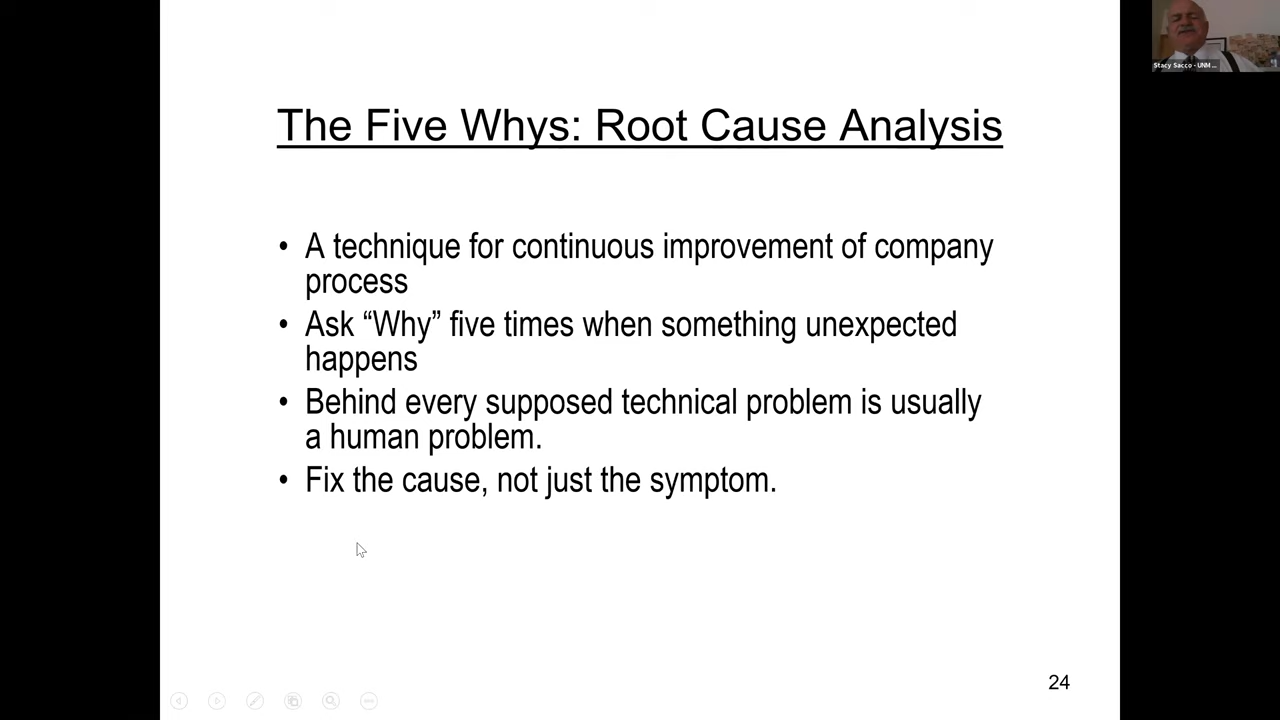 Stacy Sacco - UNM ...
The Five Whys: Root Cause Analysis
• A technique for continuous improvement of company
process
• Ask “Why” five times when something unexpected
happens
• Behind every supposed technical problem is usually
a human problem.
• Fix the cause, not just the symptom.
24